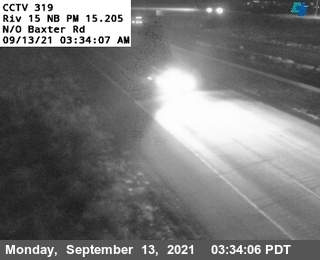 CCTV 319
Riv 15 NB PM 15.205
N/O Baxter Rd
09/13/21 03:34:07 AM
Monday, September 13, 2021 03:34:06 PDT